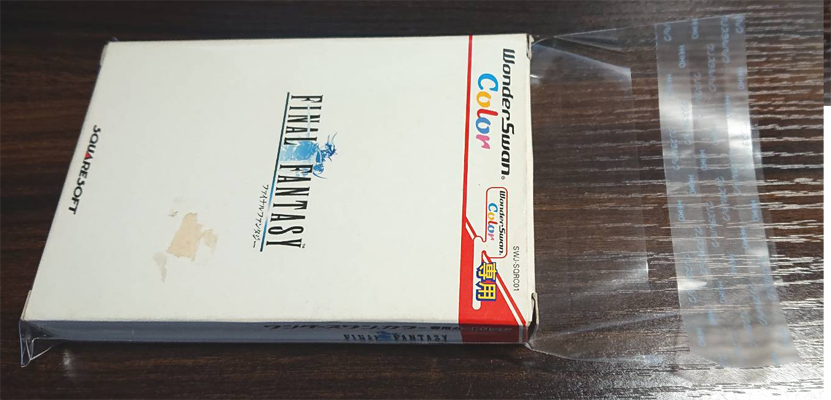 WonderSwan
Color
WonderSwan
Color
専用
SWJ-SQRC01
FINAL FANTASY
ファイナルファンタジー
SQUARESOFT
FINAL FANTASY